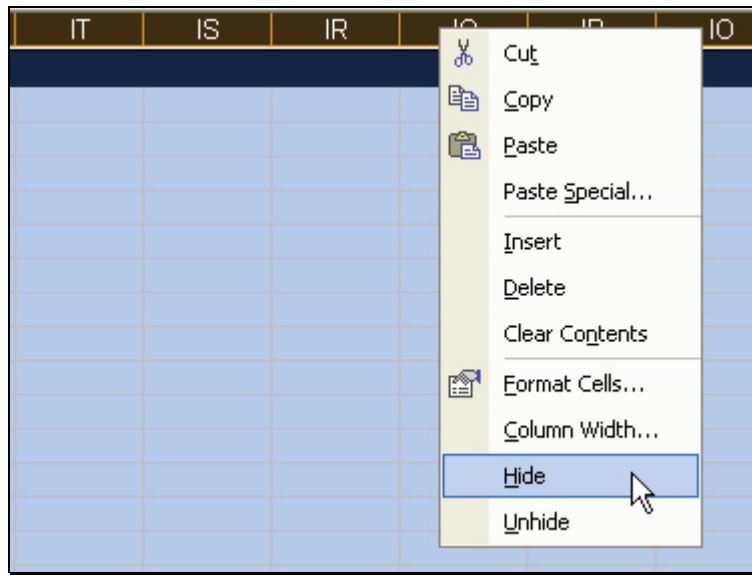 IT IS IR IO
Cut
Copy
Paste
Paste Special...
Insert
Delete
Clear Contents
Format Cells...
Column Width...
Hide
Unhide